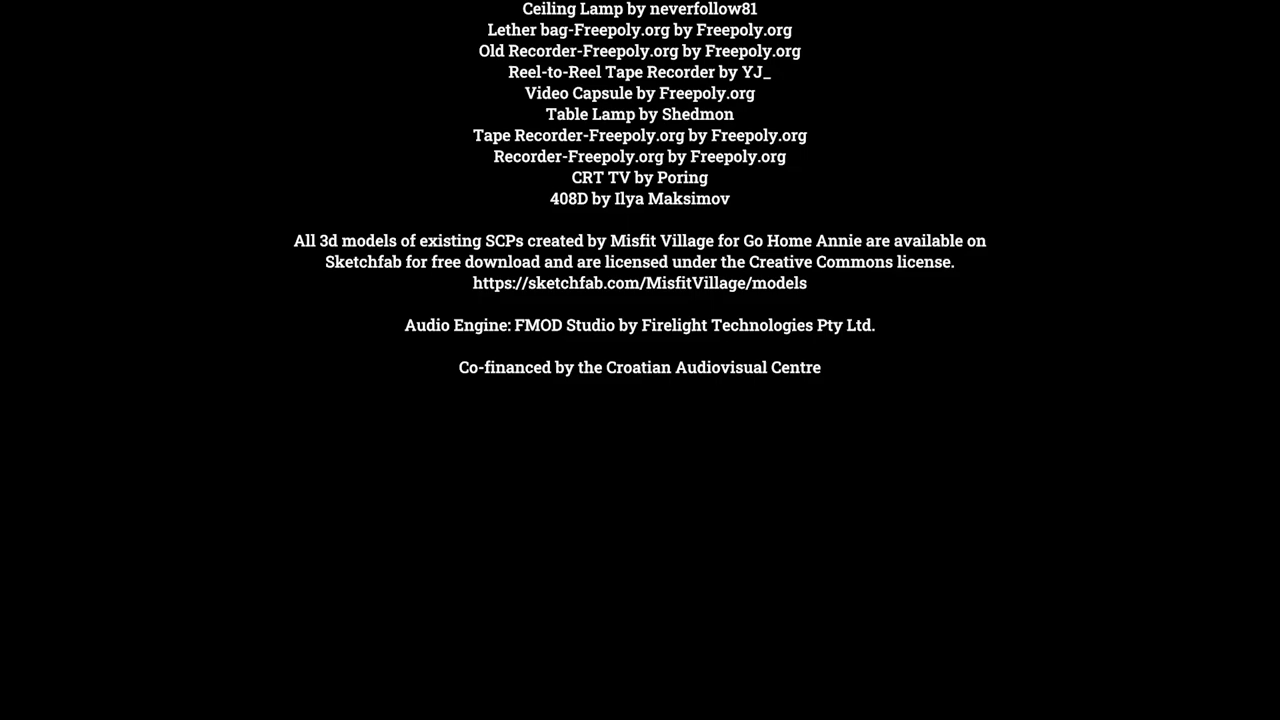 Ceiling Lamp by neverfollow81
Lether bag-Freepoly.org by Freepoly.org
Old Recorder-Freepoly.org by Freepoly.org
Reel-to-Reel Tape Recorder by YJ_
Video Capsule by Freepoly.org
Table Lamp by Shedmon
Tape Recorder-Freepoly.org by Freepoly.org
Recorder-Freepoly.org by Freepoly.org
CRT TV by Poring
408D by Ilya Maksimov
All 3d models of existing SCPs created by Misfit Village for Go Home Annie are available on
Sketchfab for free download and are licensed under the Creative Commons license.
https://sketchfab.com/MisfitVillage/models
Audio Engine: FMOD Studio by Firelight Technologies Pty Ltd.
Co-financed by the Croatian Audiovisual Centre